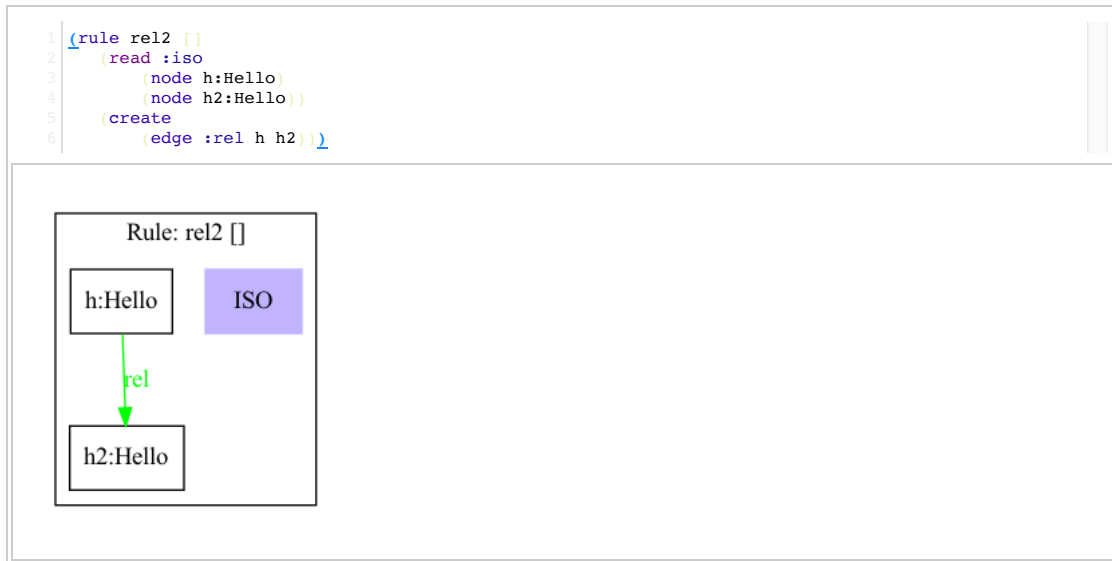 1 (rule rel2 []
2 (read :iso
3 (node h:Hello)
4 (node h2:Hello))
5 (create
6 (edge :rel h h2)))
Rule: rel2 []
h:Hello ISO
rel
h2:Hello